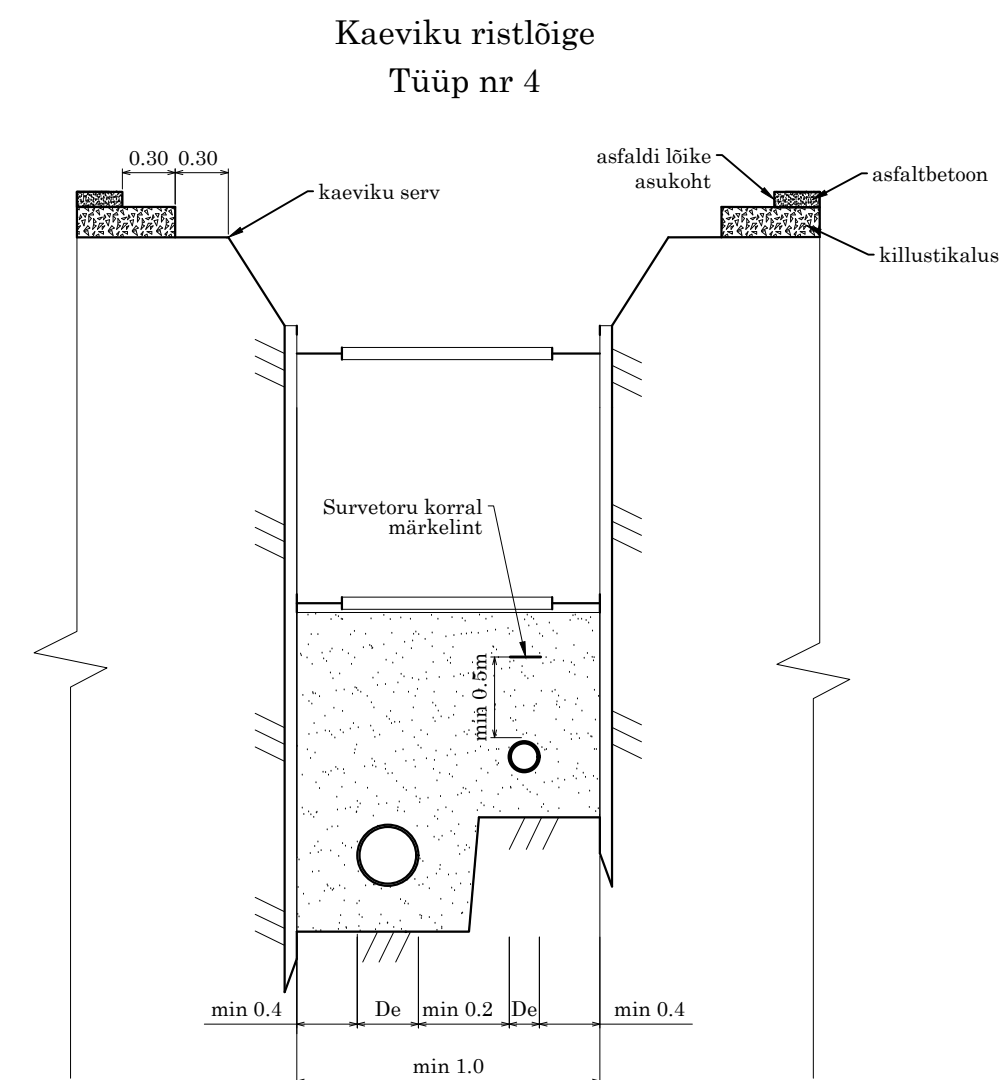 Kaeviku ristlõige
Tüüp nr 4
0.30 0.30
kaeviku serv
asfaldi lõike
asukoht
asfaltbetoon
killustikalus
Survetoru korral
märkelint
min 0.5m
min 0.4 De min 0.2 De min 0.4
min 1.0